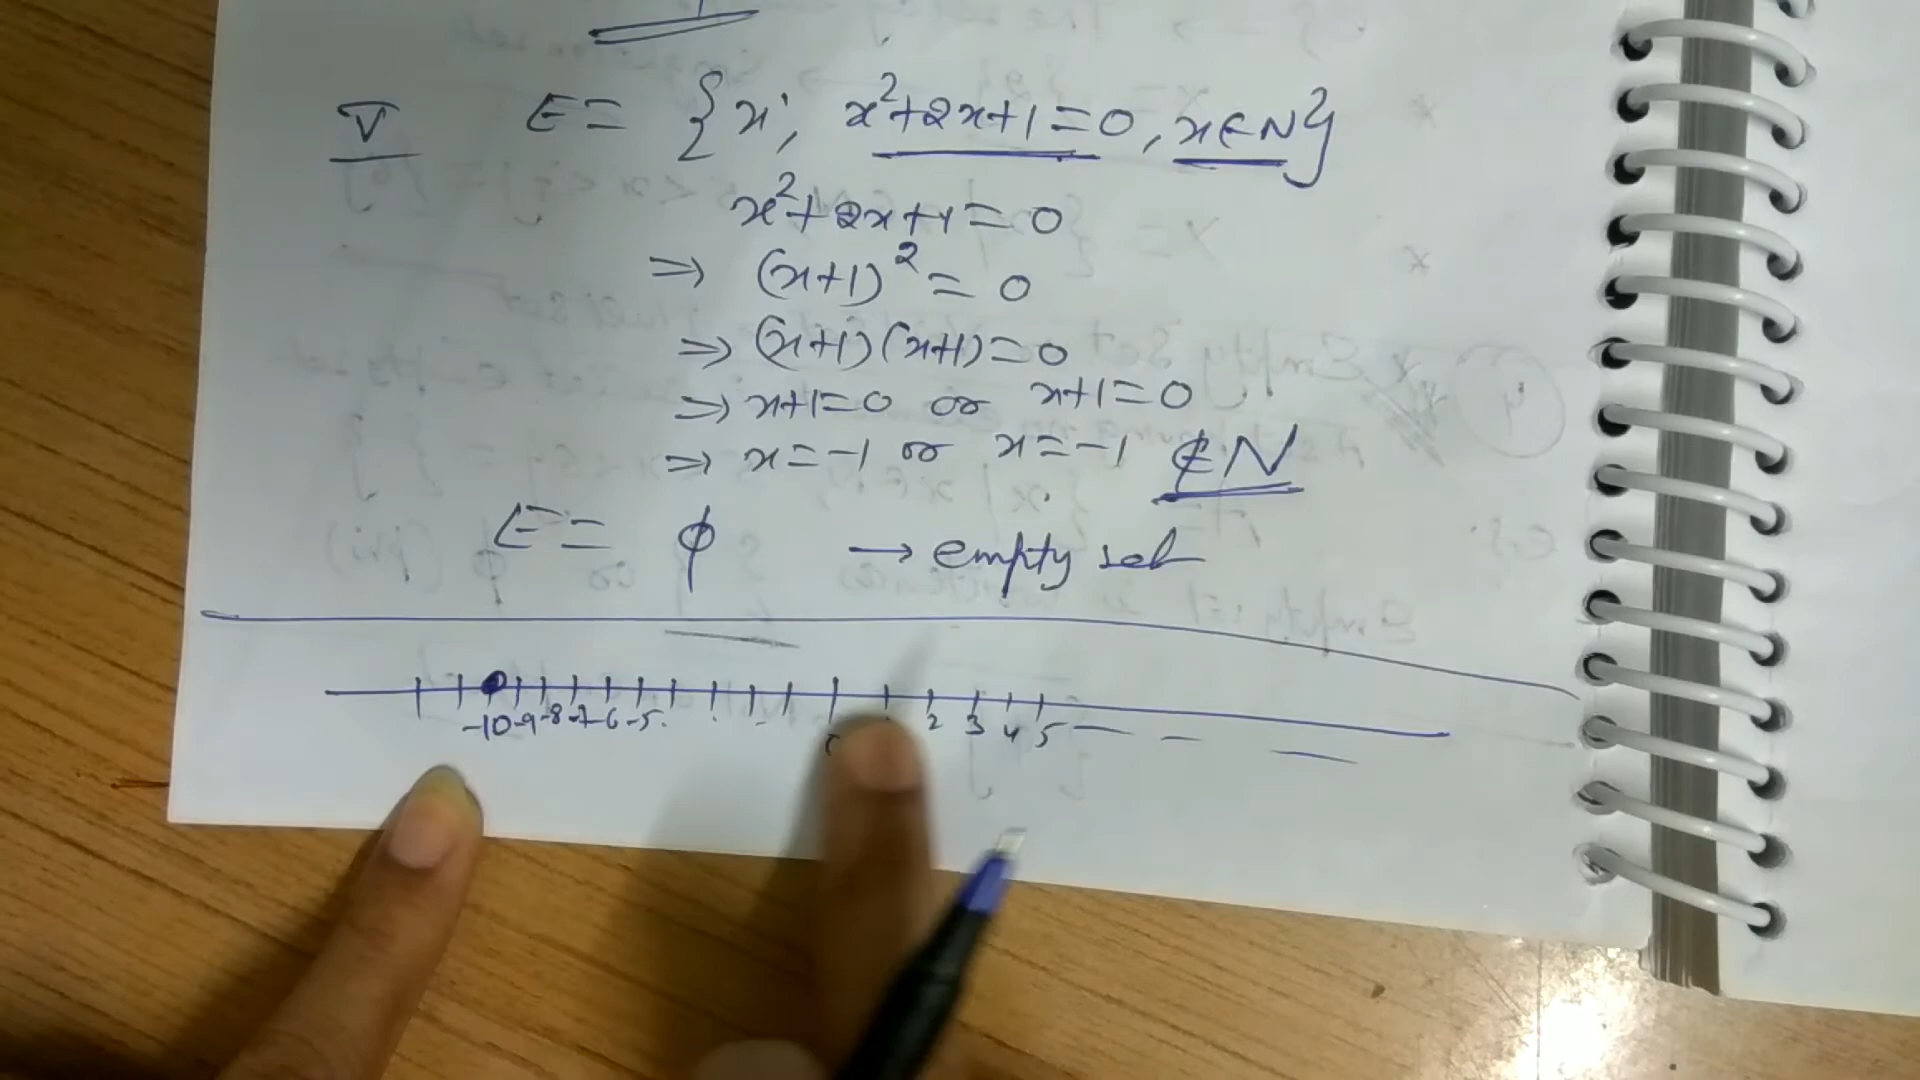 V E = {x; x²+2x+1=0, x∈N}
x²+2x+1=0
⇒ (x+1)² = 0
⇒ (x+1)(x+1)=0
⇒ x+1=0 or x+1=0
⇒ x=-1 or x=-1 ∉N
E = ϕ → empty set
-10 -9 -8 -7 -6 -5 2 3 4 5